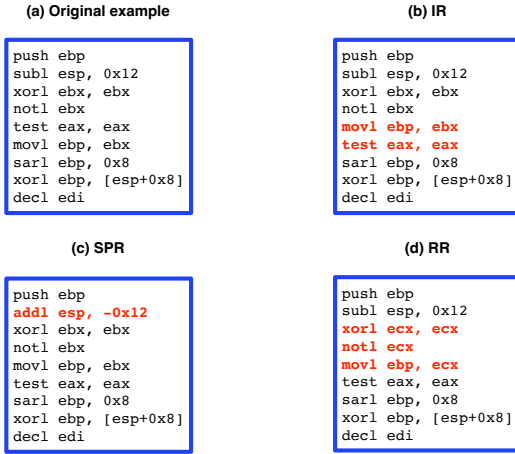 (a) Original example
push ebp
subl esp, 0x12
xorl ebx, ebx
notl ebx
test eax, eax
movl ebp, ebx
sarl ebp, 0x8
xorl ebp, [esp+0x8]
decl edi
(b) IR
push ebp
subl esp, 0x12
xorl ebx, ebx
notl ebx
movl ebp, ebx
test eax, eax
sarl ebp, 0x8
xorl ebp, [esp+0x8]
decl edi
(c) SPR
push ebp
addl esp, -0x12
xorl ebx, ebx
notl ebx
movl ebp, ebx
test eax, eax
sarl ebp, 0x8
xorl ebp, [esp+0x8]
decl edi
(d) RR
push ebp
subl esp, 0x12
xorl ecx, ecx
notl ecx
movl ebp, ecx
test eax, eax
sarl ebp, 0x8
xorl ebp, [esp+0x8]
decl edi